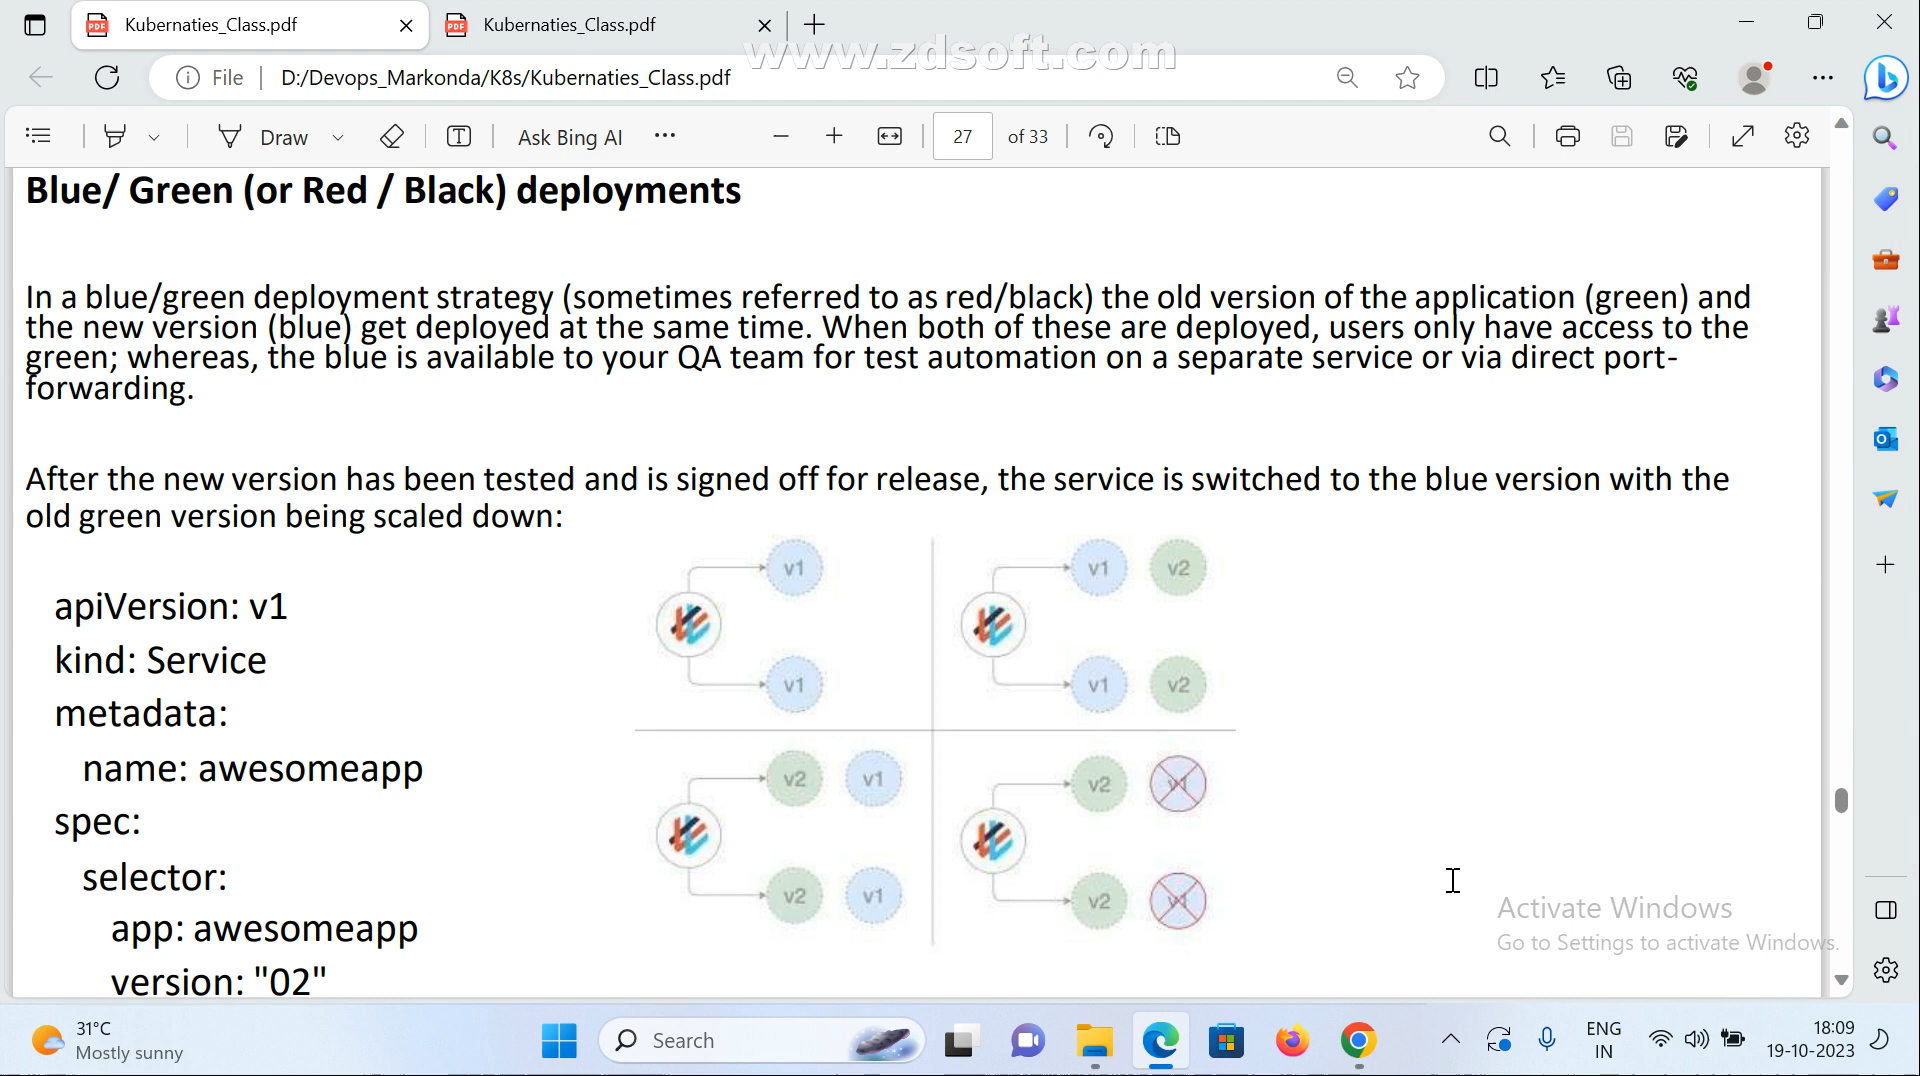 Kubernaties_Class.pdf
Kubernaties_Class.pdf
www.zdsoft.com
File
D:/Devops_Markonda/K8s/Kubernaties_Class.pdf
Draw
Ask Bing AI
27
of 33
Blue/ Green (or Red / Black) deployments
In a blue/green deployment strategy (sometimes referred to as red/black) the old version of the application (green) and
the new version (blue) get deployed at the same time. When both of these are deployed, users only have access to the
green; whereas, the blue is available to your QA team for test automation on a separate service or via direct port-
forwarding.
After the new version has been tested and is signed off for release, the service is switched to the blue version with the
old green version being scaled down:
apiVersion: v1
kind: Service
metadata:
name: awesomeapp
spec:
selector:
app: awesomeapp
version: "02"
v1
v1
v1 v2
v1 v2
v2 v1
v2 v1
v2 v1
v2 v1
Activate Windows
Go to Settings to activate Windows.
31°C
Mostly sunny
Search
ENG
IN
18:09
19-10-2023